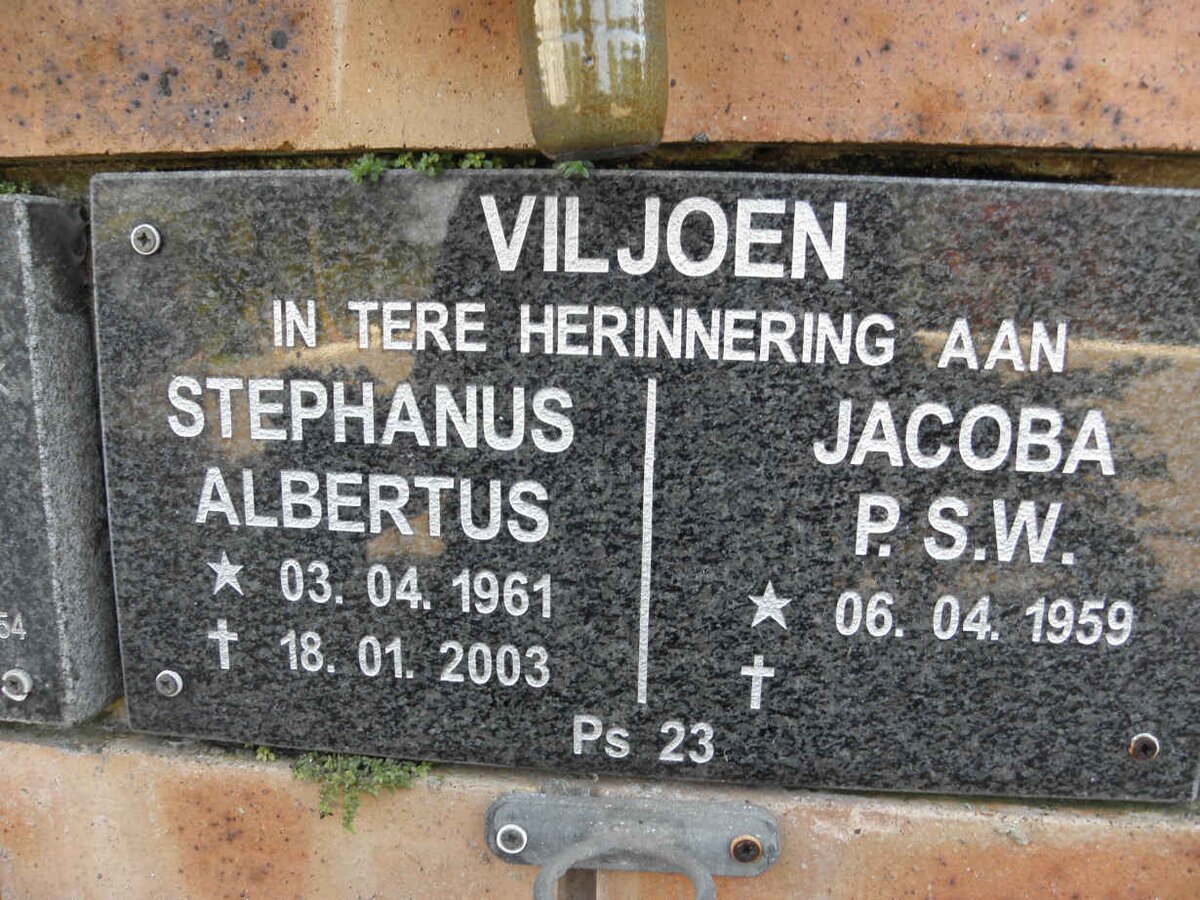 VILJOEN
IN TERE HERINNERING AAN
STEPHANUS
ALBERTUS
★ 03. 04. 1961
✝ 18. 01. 2003
JACOBA
P. S.W.
★ 06. 04. 1959
✝
Ps 23
54